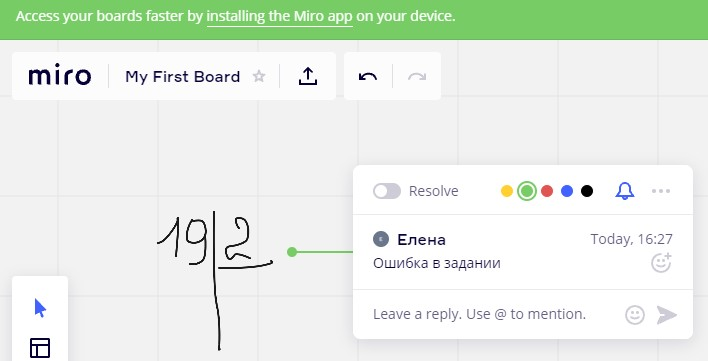 Access your boards faster by installing the Miro app on your device.
miro My First Board
Resolve
Елена Today, 16:27
Ошибка в задании
19 2
Leave a reply. Use @ to mention.